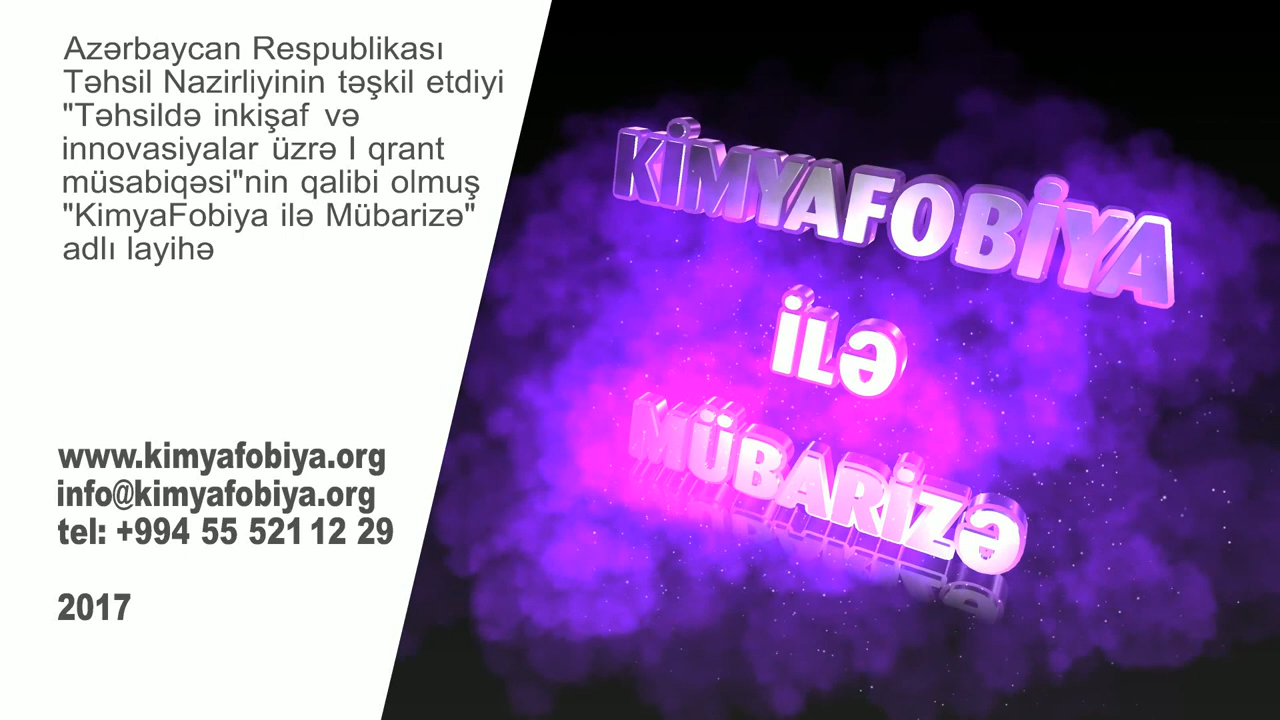 Azərbaycan Respublikası
Təhsil Nazirliyinin təşkil etdiyi
"Təhsildə inkişaf və
innovasiyalar üzrə I qrant
müsabiqəsi"nin qalibi olmuş
"KimyaFobiya ilə Mübarizə"
adlı layihə
www.kimyafobiya.org
info@kimyafobiya.org
tel: +994 55 521 12 29
2017
KİMYAFOBİYA
İLƏ
MÜBARİZƏ